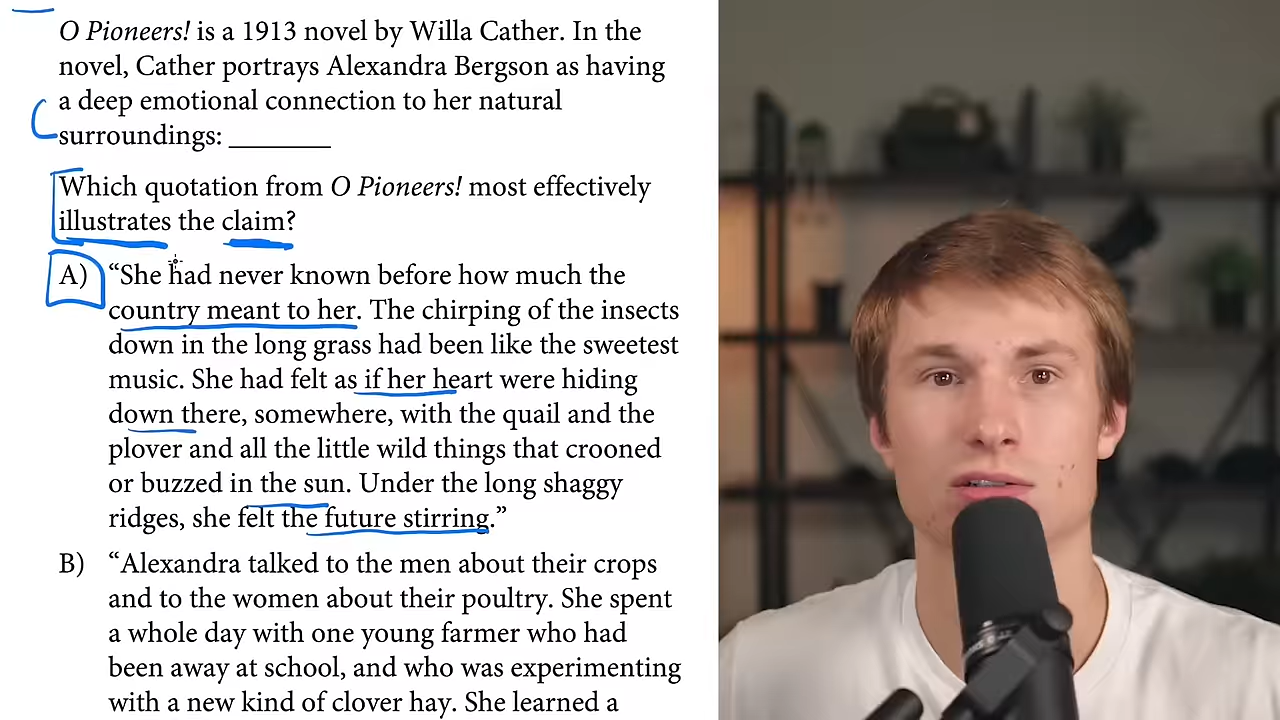 O Pioneers! is a 1913 novel by Willa Cather. In the
novel, Cather portrays Alexandra Bergson as having
a deep emotional connection to her natural
surroundings: ________
Which quotation from O Pioneers! most effectively
illustrates the claim?
A) “She had never known before how much the
country meant to her. The chirping of the insects
down in the long grass had been like the sweetest
music. She had felt as if her heart were hiding
down there, somewhere, with the quail and the
plover and all the little wild things that crooned
or buzzed in the sun. Under the long shaggy
ridges, she felt the future stirring.”
B) “Alexandra talked to the men about their crops
and to the women about their poultry. She spent
a whole day with one young farmer who had
been away at school, and who was experimenting
with a new kind of clover hay. She learned a